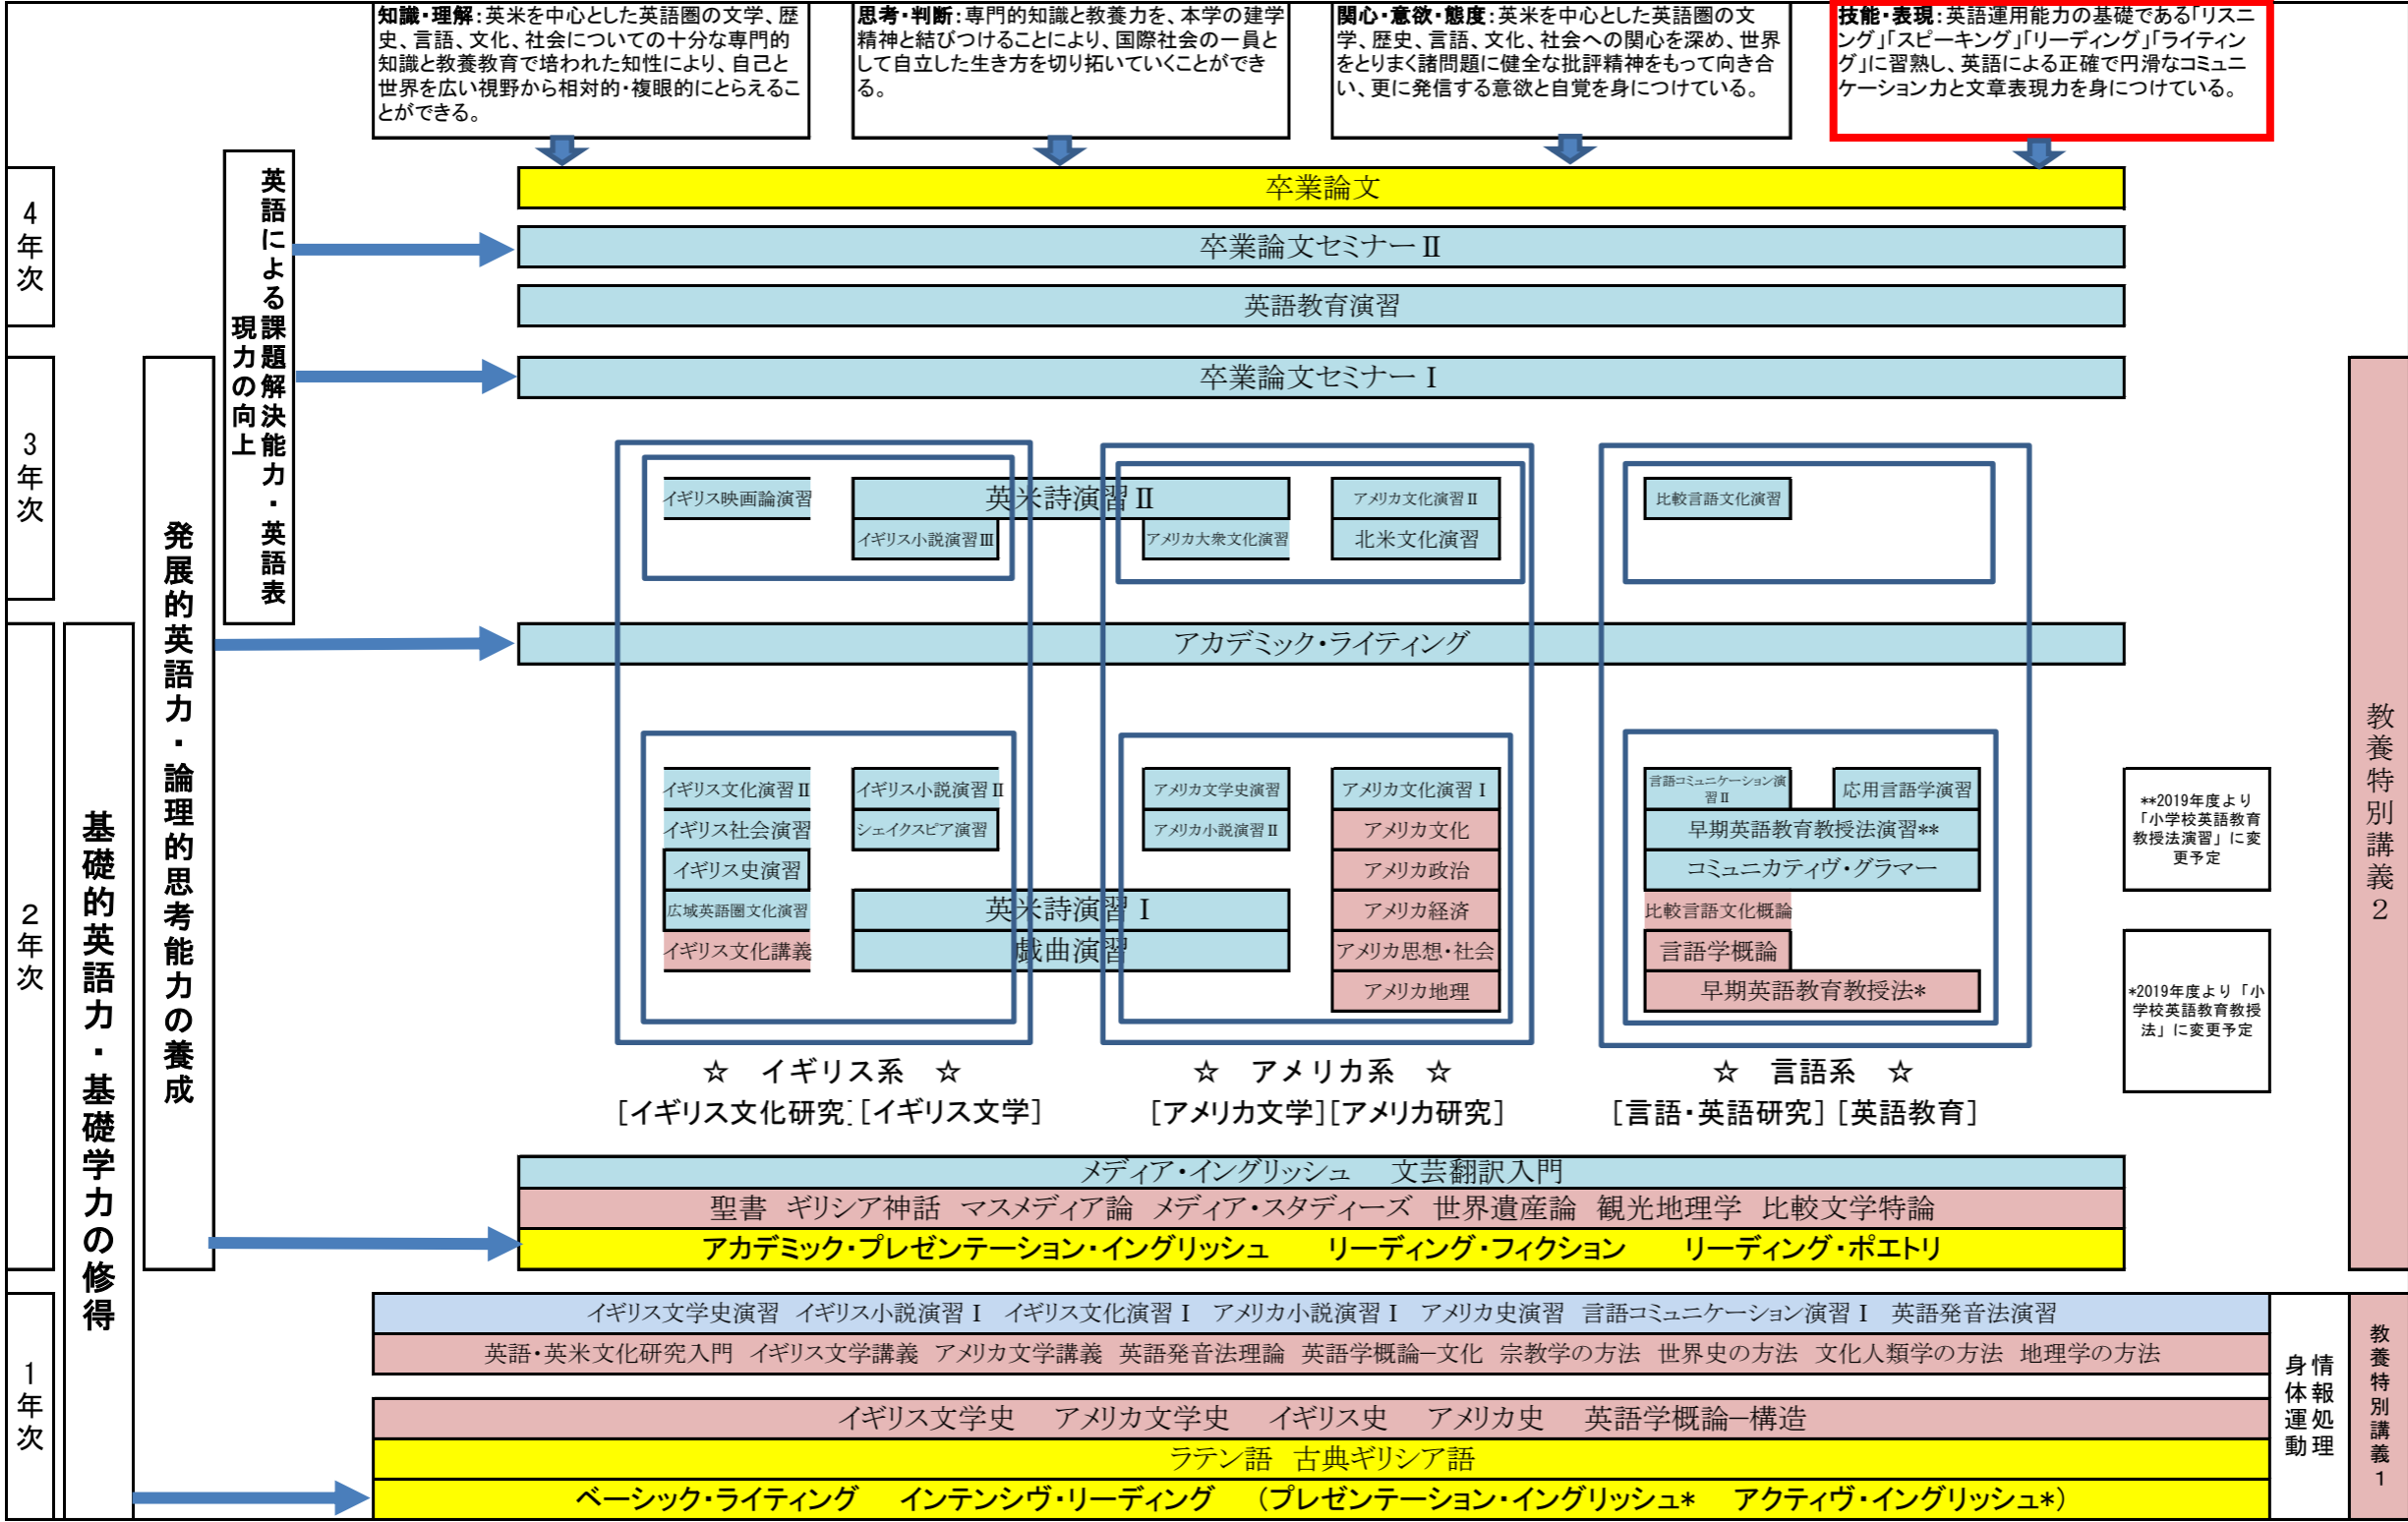 知識・理解：英米を中心とした英語圏の文学、歴
史、言語、文化、社会についての十分な専門的
知識と教養教育で培われた知性により、自己と
世界を広い視野から相対的・複眼的にとらえるこ
とができる。
思考・判断：専門的知識と教養力を、本学の建学
精神と結びつけることにより、国際社会の一員と
して自立した生き方を切り拓いていくことができ
る。
関心・意欲・態度：英米を中心とした英語圏の文
学、歴史、言語、文化、社会への関心を深め、世界
をとりまく諸問題に健全な批評精神をもって向き合
い、更に発信する意欲と自覚を身につけている。
技能・表現：英語運用能力の基礎である「リスニ
ング」「スピーキング」「リーディング」「ライティン
グ」に習熟し、英語による正確で円滑なコミュニ
ケーション力と文章表現力を身につけている。
4年次
英語による課題解決能力・英語表
現力の向上
卒業論文
卒業論文セミナーⅡ
英語教育演習
3年次
発展的英語力・論理的思考能力の養成
卒業論文セミナーⅠ
イギリス映画論演習
英米詩演習Ⅱ
アメリカ文化演習Ⅱ
比較言語文化演習
イギリス小説演習Ⅲ
アメリカ大衆文化演習
北米文化演習
教養特別講義2
2年次
基礎的英語力・基礎学力の修得
アカデミック・ライティング
イギリス文化演習Ⅱ
イギリス小説演習Ⅱ
アメリカ文学史演習
アメリカ文化演習Ⅰ
言語コミュニケーション演
習Ⅱ
応用言語学演習
イギリス社会演習
シェイクスピア演習
アメリカ小説演習Ⅱ
アメリカ文化
早期英語教育教授法演習**
イギリス史演習
アメリカ政治
コミュニカティヴ・グラマー
広域英語圏文化演習
英米詩演習Ⅰ
アメリカ経済
比較言語文化概論
イギリス文化講義
戯曲演習
アメリカ思想・社会
言語学概論
アメリカ地理
早期英語教育教授法*
**2019年度より
「小学校英語教育
教授法演習」に変
更予定
*2019年度より「小
学校英語教育教授
法」に変更予定
☆ イギリス系 ☆
☆ アメリカ系 ☆
☆ 言語系 ☆
[イギリス文化研究] [イギリス文学]
[アメリカ文学][アメリカ研究]
[言語・英語研究] [英語教育]
メディア・イングリッシュ 文芸翻訳入門
聖書 ギリシア神話 マスメディア論 メディア・スタディーズ 世界遺産論 観光地理学 比較文学特論
アカデミック・プレゼンテーション・イングリッシュ リーディング・フィクション リーディング・ポエトリ
1年次
イギリス文学史演習 イギリス小説演習Ⅰ イギリス文化演習Ⅰ アメリカ小説演習Ⅰ アメリカ史演習 言語コミュニケーション演習Ⅰ 英語発音法演習
英語・英米文化研究入門 イギリス文学講義 アメリカ文学講義 英語発音法理論 英語学概論−文化 宗教学の方法 世界史の方法 文化人類学の方法 地理学の方法
イギリス文学史 アメリカ文学史 イギリス史 アメリカ史 英語学概論−構造
ラテン語 古典ギリシア語
ベーシック・ライティング インテンシヴ・リーディング (プレゼンテーション・イングリッシュ* アクティヴ・イングリッシュ*)
情報処理
身体運動
教養特別講義1